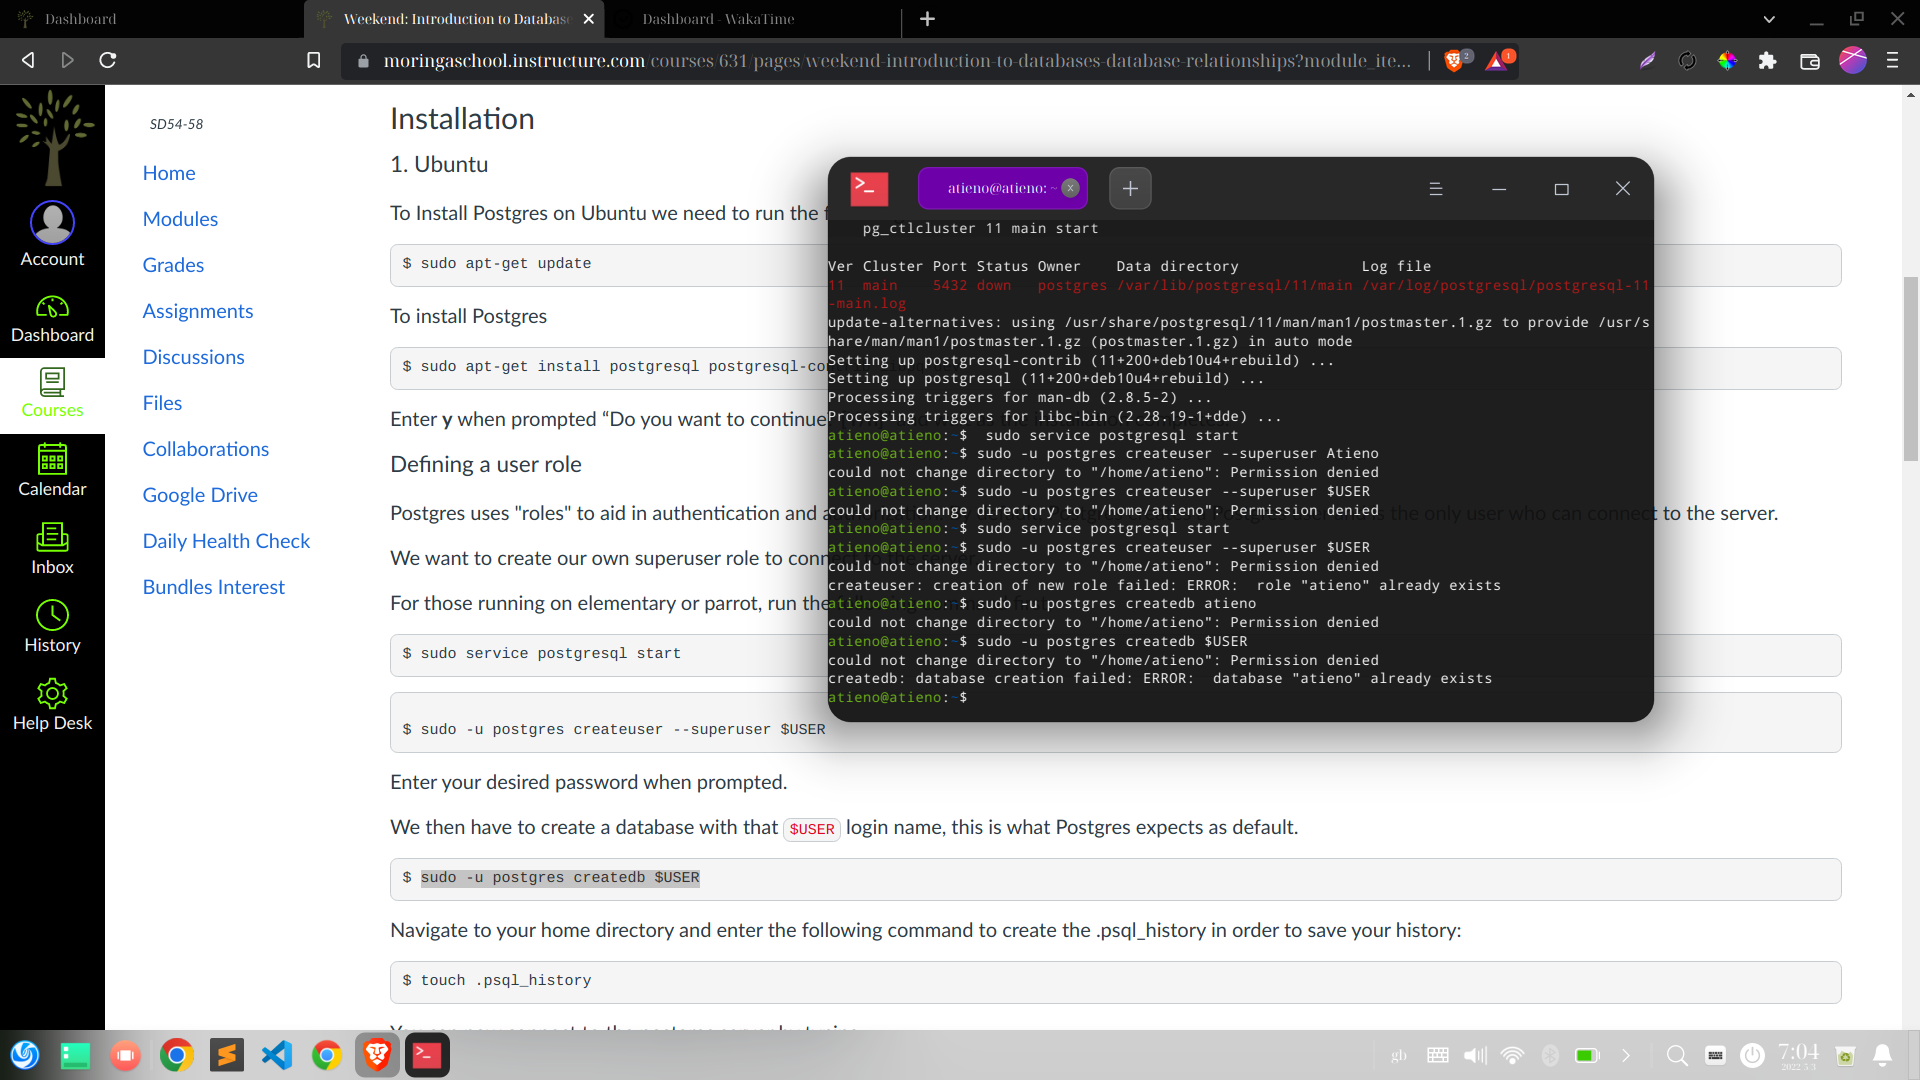 Dashboard
Weekend: Introduction to Databas
Dashboard - WakaTime
moringaschool.instructure.com/courses/631/pages/weekend-introduction-to-databases-database-relationships?module_ite...
2
1
Account
Dashboard
Courses
Calendar
Inbox
History
Help Desk
SD54-58
Home
Modules
Grades
Assignments
Discussions
Files
Collaborations
Google Drive
Daily Health Check
Bundles Interest
Installation
1. Ubuntu
To Install Postgres on Ubuntu we need to run the
$ sudo apt-get update
To install Postgres
$ sudo apt-get install postgresql postgresql-co
Enter y when prompted “Do you want to continue
Defining a user role
Postgres uses "roles" to aid in authentication and
is the only user who can connect to the server.
We want to create our own superuser role to conn
For those running on elementary or parrot, run the
$ sudo service postgresql start
$ sudo -u postgres createuser --superuser $USER
Enter your desired password when prompted.
We then have to create a database with that $USER login name, this is what Postgres expects as default.
$ sudo -u postgres createdb $USER
Navigate to your home directory and enter the following command to create the .psql_history in order to save your history:
$ touch .psql_history
atieno@atieno: ~
pg_ctlcluster 11 main start
Ver Cluster Port Status Owner    Data directory              Log file
11  main    5432 down   postgres /var/lib/postgresql/11/main /var/log/postgresql/postgresql-11
-main.log
update-alternatives: using /usr/share/postgresql/11/man/man1/postmaster.1.gz to provide /usr/s
hare/man/man1/postmaster.1.gz (postmaster.1.gz) in auto mode
Setting up postgresql-contrib (11+200+deb10u4+rebuild) ...
Setting up postgresql (11+200+deb10u4+rebuild) ...
Processing triggers for man-db (2.8.5-2) ...
Processing triggers for libc-bin (2.28.19-1+dde) ...
atieno@atieno:~$  sudo service postgresql start
atieno@atieno:~$ sudo -u postgres createuser --superuser Atieno
could not change directory to "/home/atieno": Permission denied
atieno@atieno:~$ sudo -u postgres createuser --superuser $USER
could not change directory to "/home/atieno": Permission denied
atieno@atieno:~$ sudo service postgresql start
atieno@atieno:~$ sudo -u postgres createuser --superuser $USER
could not change directory to "/home/atieno": Permission denied
createuser: creation of new role failed: ERROR:  role "atieno" already exists
atieno@atieno:~$ sudo -u postgres createdb atieno
could not change directory to "/home/atieno": Permission denied
atieno@atieno:~$ sudo -u postgres createdb $USER
could not change directory to "/home/atieno": Permission denied
createdb: database creation failed: ERROR:  database "atieno" already exists
atieno@atieno:~$
gb
7:04
2022-5-3